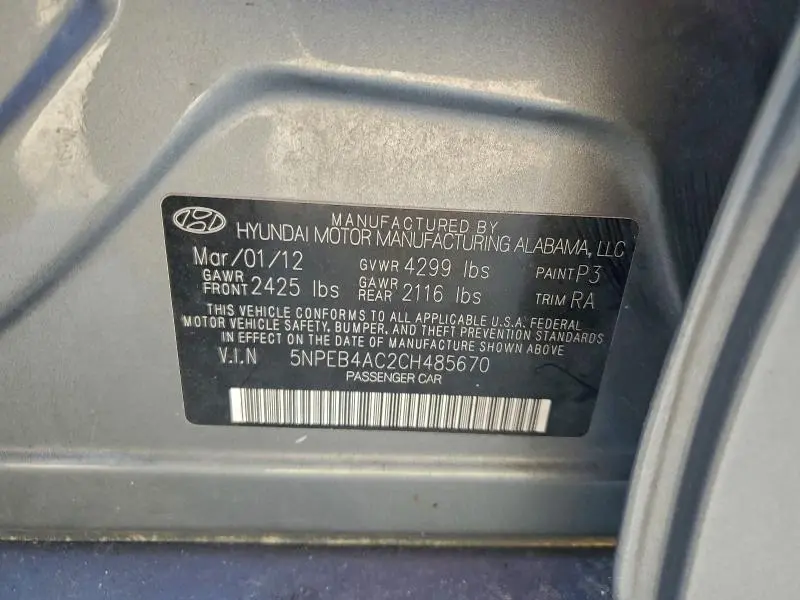 MANUFACTURED BY
HYUNDAI MOTOR MANUFACTURING ALABAMA, LLC
Mar/01/12 GVWR 4299 lbs PAINT P3
GAWR FRONT 2425 lbs GAWR REAR 2116 lbs TRIM RA
THIS VEHICLE CONFORMS TO ALL APPLICABLE U.S.A. FEDERAL
MOTOR VEHICLE SAFETY, BUMPER, AND THEFT PREVENTION STANDARDS
IN EFFECT ON THE DATE OF MANUFACTURE SHOWN ABOVE
V.I.N 5NPEB4AC2CH485670
PASSENGER CAR